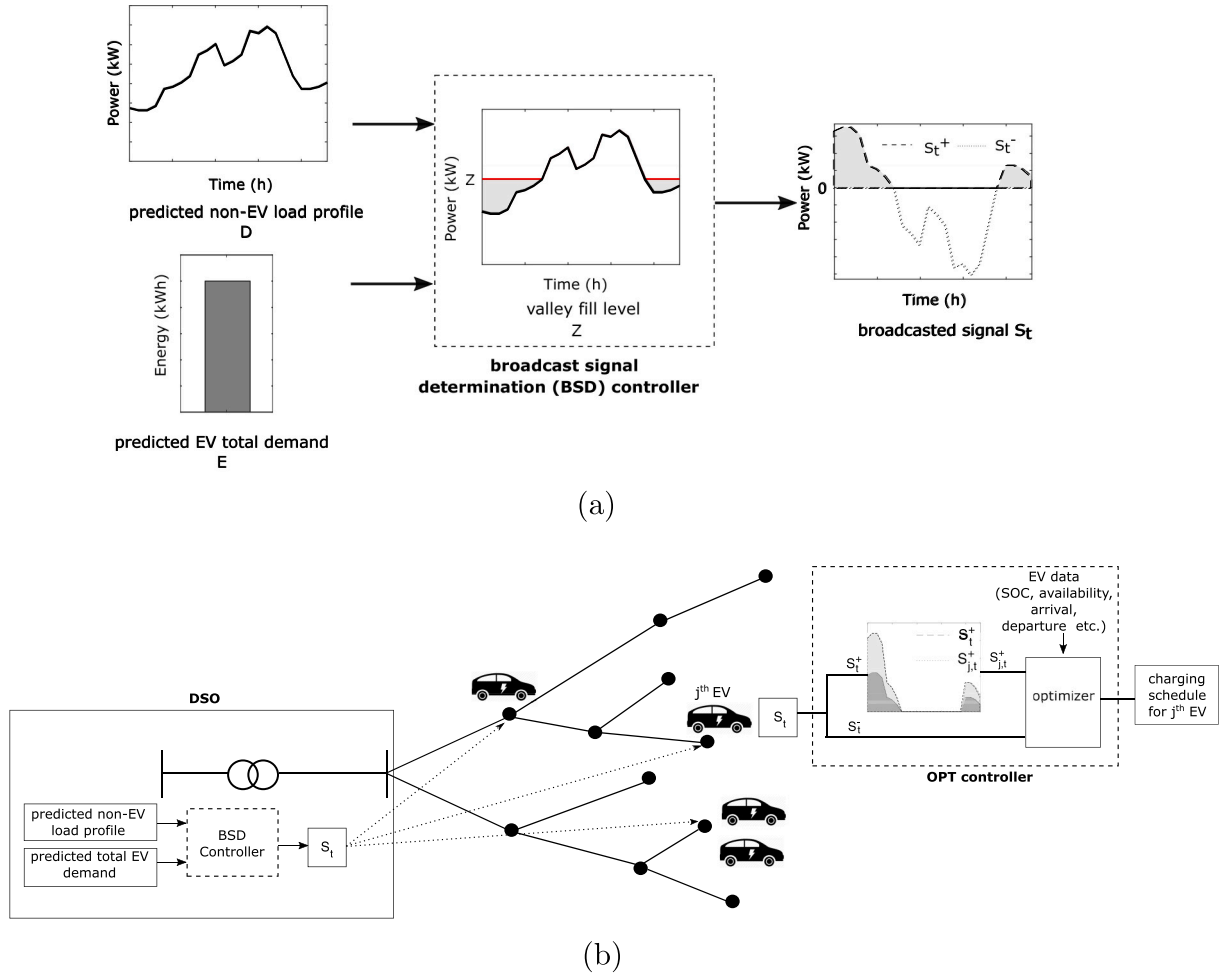 Power (kW)
Time (h)
predicted non-EV load profile
D
Energy (kWh)
predicted EV total demand
E
Power (kW)
Z
Time (h)
valley fill level
Z
broadcast signal
determination (BSD) controller
Power (kW)
0
St+
St-
Time (h)
broadcasted signal St
(a)
DSO
predicted non-EV
load profile
predicted total EV
demand
BSD
Controller
St
jth EV
St
St+
St-
St+
Sj,t+
Sj,t+
EV data
(SOC, availability,
arrival,
departure etc.)
optimizer
OPT controller
charging
schedule
for jth EV
(b)